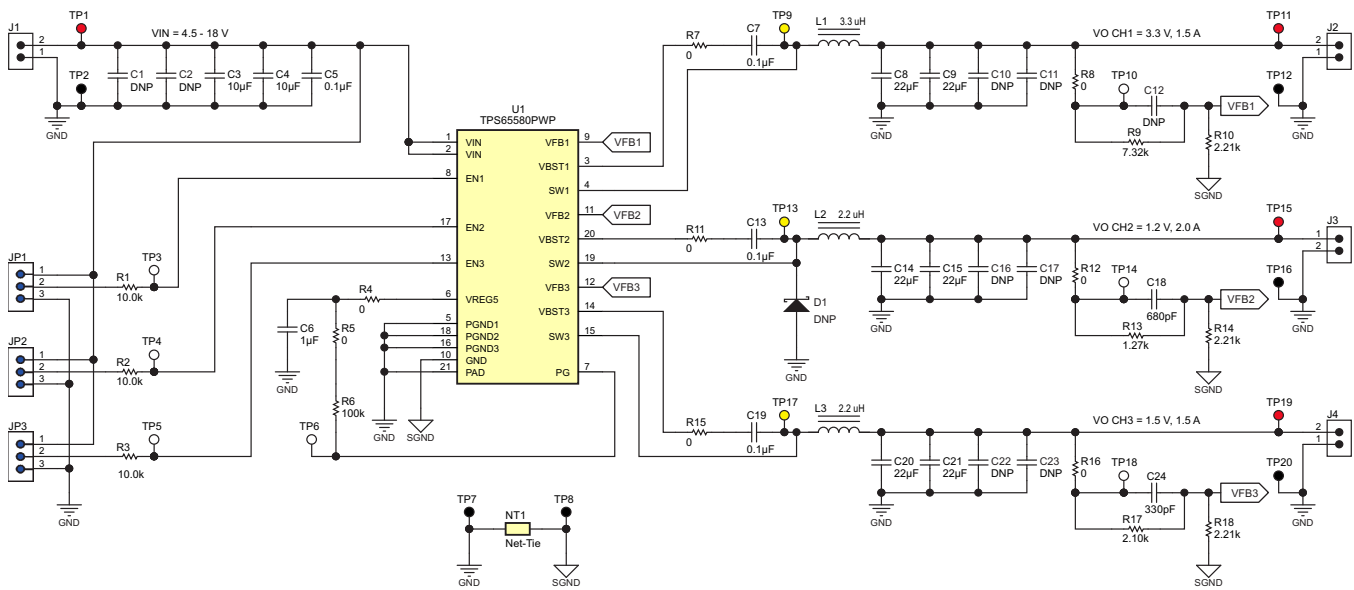 J1
2
1
TP1
VIN = 4.5 - 18 V
TP2
GND
C1
DNP
C2
DNP
C3
10µF
C4
10µF
C5
0.1µF
U1
TPS65580PWP
1
VIN
2
VIN
8
EN1
17
EN2
13
EN3
6
VREG5
5
PGND1
18
PGND2
16
PGND3
10
GND
21
PAD
VFB1
9
VFB1
VBST1
3
SW1
4
VFB2
11
VFB2
VBST2
20
SW2
19
VFB3
12
VFB3
VBST3
14
SW3
15
PG
7
JP1
1
2
3
R1
10.0k
TP3
JP2
1
2
3
R2
10.0k
TP4
JP3
1
2
3
R3
10.0k
TP5
GND
C6
1µF
GND
R4
0
R5
0
R6
100k
TP6
GND
SGND
TP7
GND
NT1
Net-Tie
TP8
SGND
R7
0
C7
0.1µF
TP9
L1
3.3 uH
C8
22µF
C9
22µF
C10
DNP
C11
DNP
GND
VO CH1 = 3.3 V, 1.5 A
R8
0
TP10
C12
DNP
R9
7.32k
R10
2.21k
SGND
VFB1
TP11
TP12
GND
J2
2
1
R11
0
C13
0.1µF
TP13
D1
DNP
GND
L2
2.2 uH
C14
22µF
C15
22µF
C16
DNP
C17
DNP
GND
VO CH2 = 1.2 V, 2.0 A
R12
0
TP14
C18
680pF
R13
1.27k
R14
2.21k
SGND
VFB2
TP15
TP16
GND
J3
1
2
R15
0
C19
0.1µF
TP17
L3
2.2 uH
C20
22µF
C21
22µF
C22
DNP
C23
DNP
GND
VO CH3 = 1.5 V, 1.5 A
R16
0
TP18
C24
330pF
R17
2.10k
R18
2.21k
SGND
VFB3
TP19
TP20
GND
J4
2
1